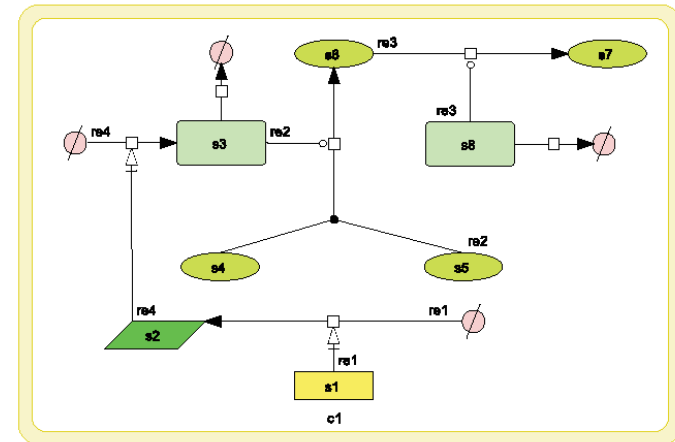 s6 re3 s7
re3
re4 s3 re2 s8
re2
s4 s5
re4 re1
s2
re1
s1
c1